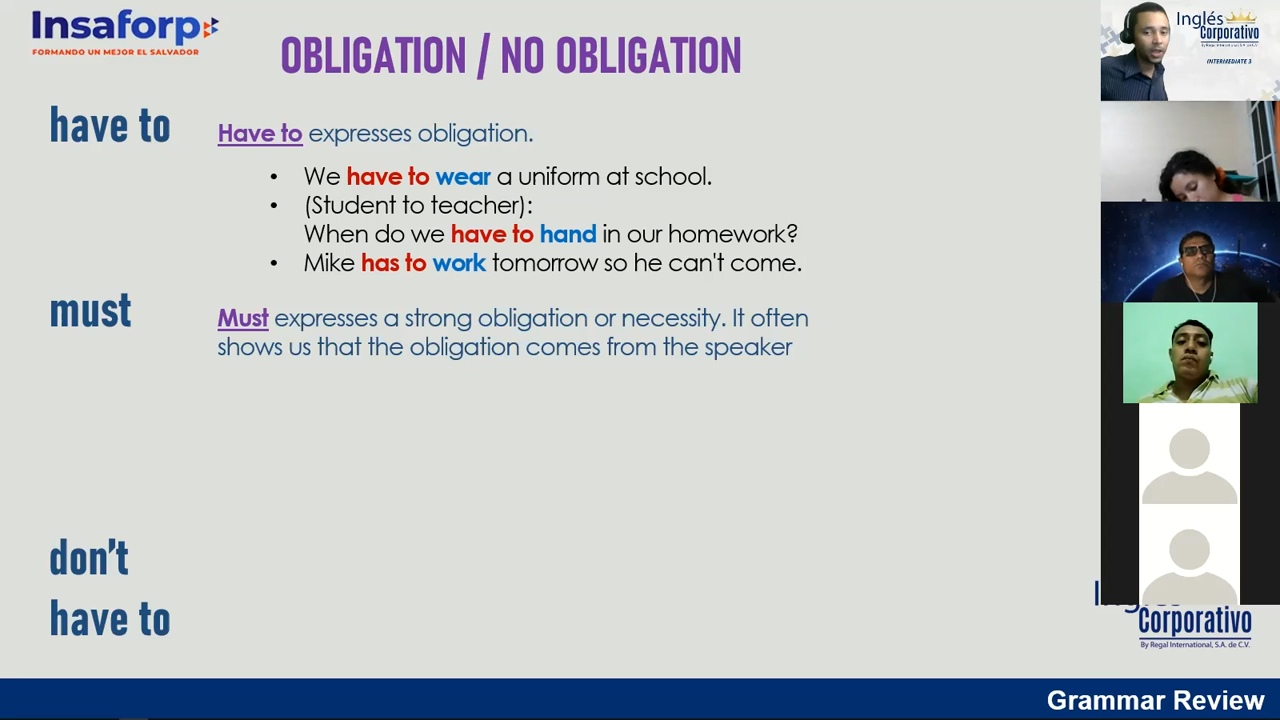 Insaforp
FORMANDO UN MEJOR EL SALVADOR
OBLIGATION / NO OBLIGATION
Inglés
Corporativo
By Regal International, S.A. de C.V.
INTERMEDIATE 3
have to
Have to expresses obligation.
• We have to wear a uniform at school.
• (Student to teacher):
When do we have to hand in our homework?
• Mike has to work tomorrow so he can't come.
must
Must expresses a strong obligation or necessity. It often
shows us that the obligation comes from the speaker
don't
have to
Inglés
Corporativo
By Regal International, S.A. de C.V.
Grammar Review